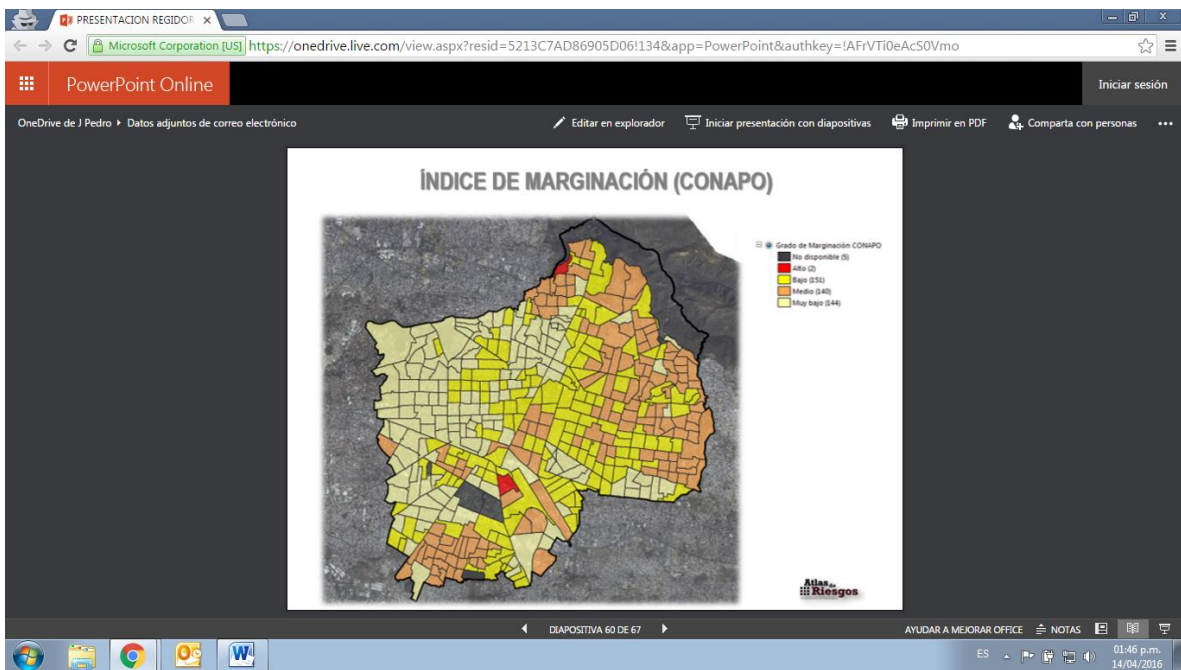 PRESENTACION REGIDOR
Microsoft Corporation [US] https://onedrive.live.com/view.aspx?resid=5213C7AD86905D06!134&app=PowerPoint&authkey=!AFrVTi0eAcS0Vmo
PowerPoint Online
Iniciar sesión
OneDrive de J Pedro ▸ Datos adjuntos de correo electrónico
Editar en explorador
Iniciar presentación con diapositivas
Imprimir en PDF
Comparta con personas
ÍNDICE DE MARGINACIÓN (CONAPO)
Grado de Marginación CONAPO
No disponible (5)
Alto (2)
Bajo (151)
Medio (140)
Muy bajo (144)
Atlas de
Riesgos
DIAPOSITIVA 60 DE 67
AYUDAR A MEJORAR OFFICE
NOTAS
ES
01:46 p.m.
14/04/2016